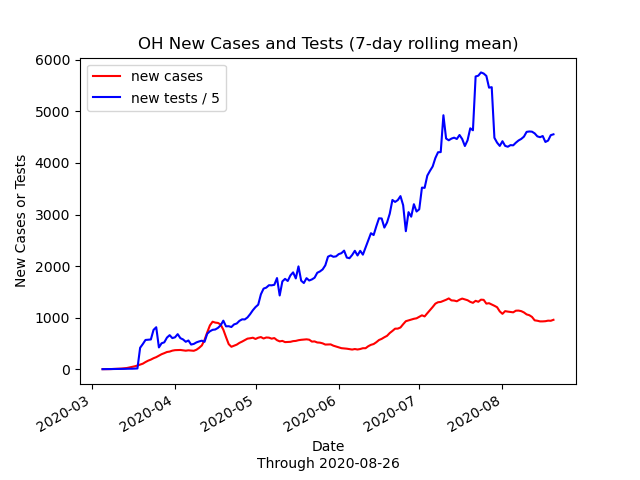 OH New Cases and Tests (7-day rolling mean)
new cases
new tests / 5
6000
5000
4000
3000
2000
1000
0
New Cases or Tests
2020-03
2020-04
2020-05
2020-06
2020-07
2020-08
Date
Through 2020-08-26